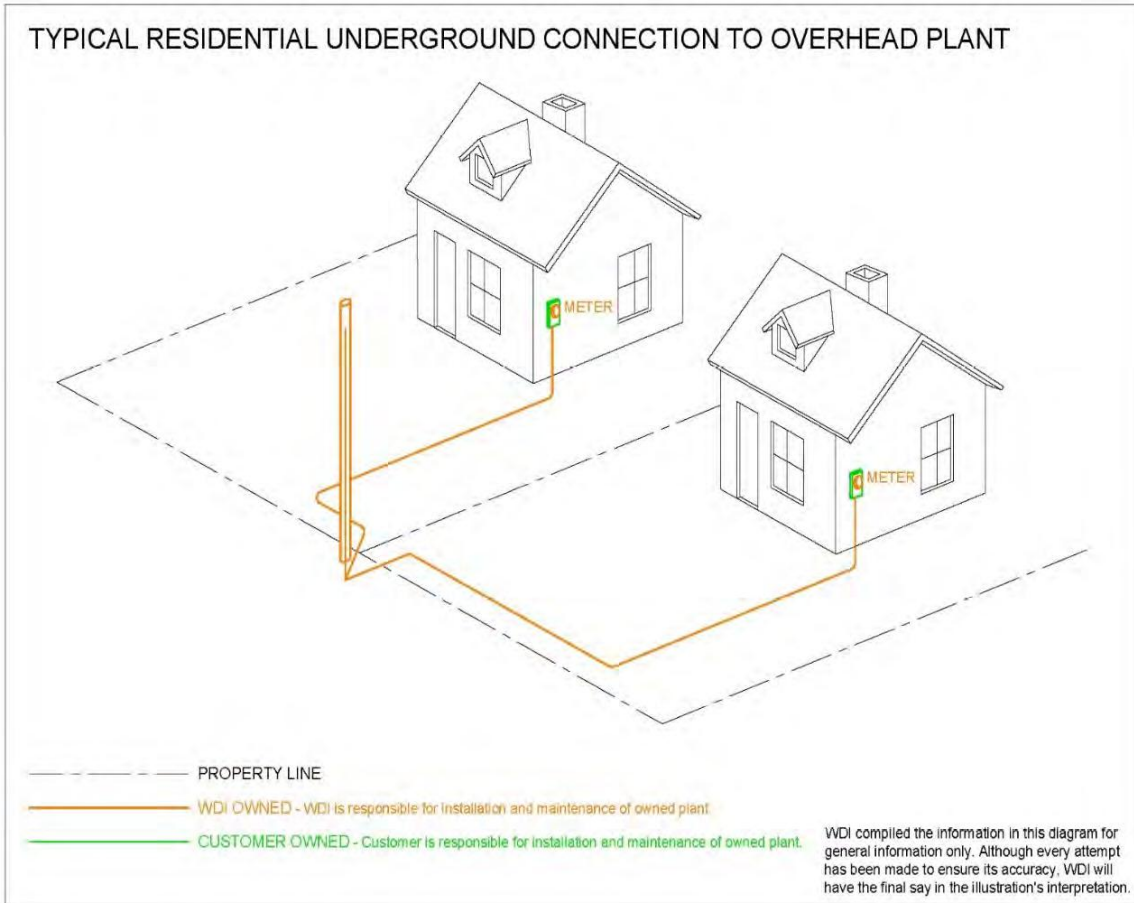 TYPICAL RESIDENTIAL UNDERGROUND CONNECTION TO OVERHEAD PLANT
METER
METER
PROPERTY LINE
WDI OWNED - WDI is responsible for installation and maintenance of owned plant
CUSTOMER OWNED - Customer is responsible for installation and maintenance of owned plant.
WDI compiled the information in this diagram for
general information only. Although every attempt
has been made to ensure its accuracy, WDI will
have the final say in the illustration's interpretation.